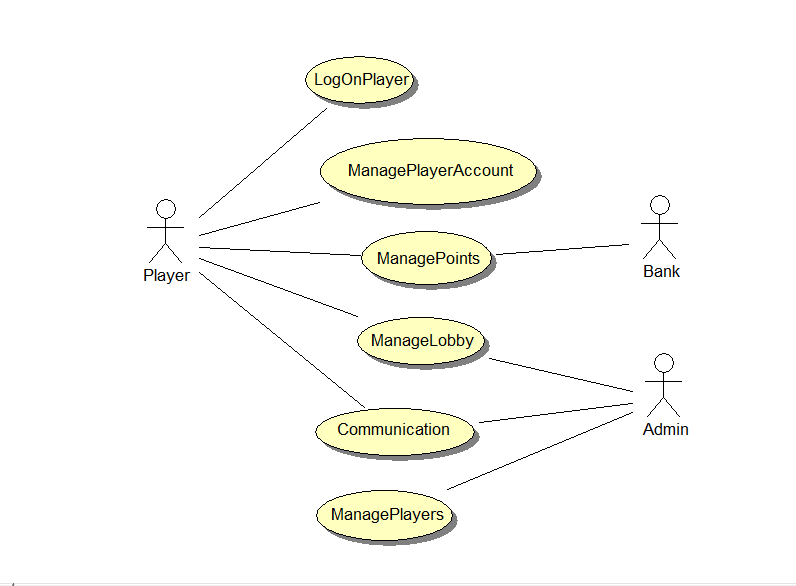 LogOnPlayer
ManagePlayerAccount
Player
ManagePoints
Bank
ManageLobby
Communication
Admin
ManagePlayers